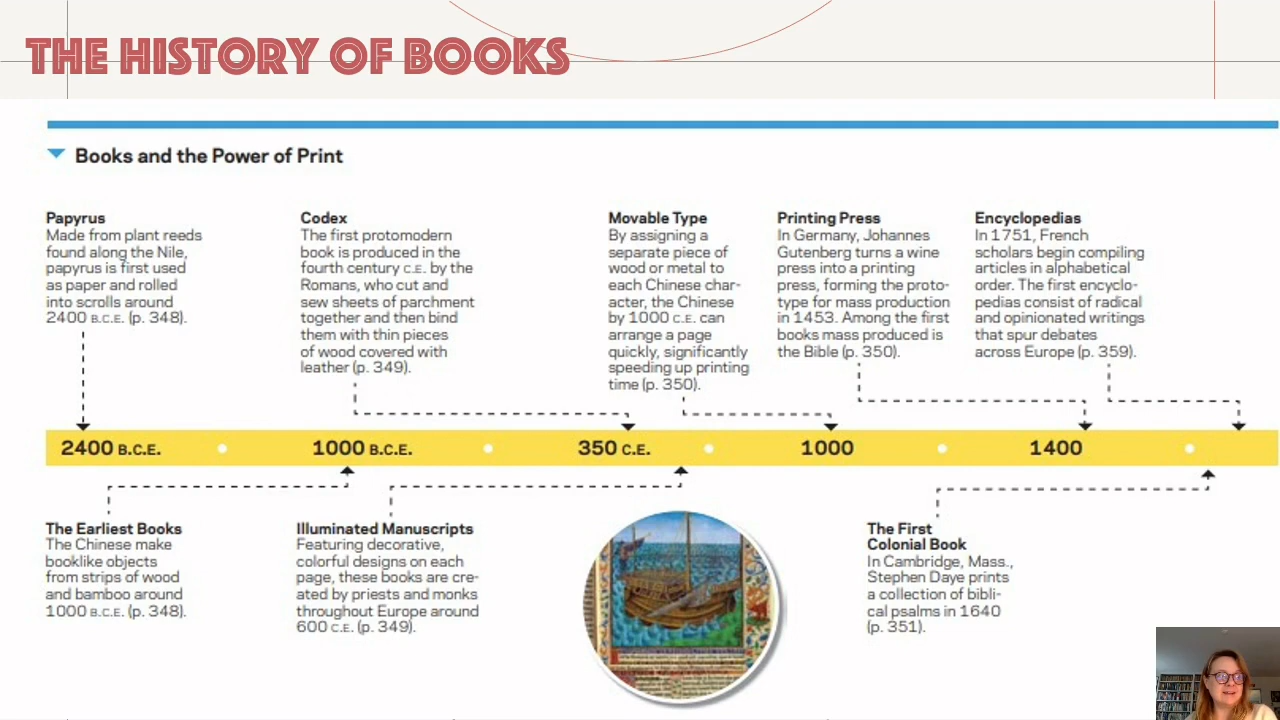 THE HISTORY OF BOOKS
Books and the Power of Print
Papyrus
Made from plant reeds
found along the Nile,
papyrus is first used
as paper and rolled
into scrolls around
2400 B.C.E. (p. 348).
Codex
The first protomodern
book is produced in the
fourth century C.E. by the
Romans, who cut and
sew sheets of parchment
together and then bind
them with thin pieces
of wood covered with
leather (p. 349).
Movable Type
By assigning a
separate piece of
wood or metal to
each Chinese char-
acter, the Chinese
by 1000 C.E. can
arrange a page
quickly, significantly
speeding up printing
time (p. 350).
Printing Press
In Germany, Johannes
Gutenberg turns a wine
press into a printing
press, forming the proto-
type for mass production
in 1453. Among the first
books mass produced is
the Bible (p. 350).
Encyclopedias
In 1751, French
scholars begin compiling
articles in alphabetical
order. The first encyclo-
pedias consist of radical
and opinionated writings
that spur debates
across Europe (p. 359).
2400 B.C.E. 1000 B.C.E. 350 C.E. 1000 1400
The Earliest Books
The Chinese make
booklike objects
from strips of wood
and bamboo around
1000 B.C.E. (p. 348).
Illuminated Manuscripts
Featuring decorative,
colorful designs on each
page, these books are cre-
ated by priests and monks
throughout Europe around
600 C.E. (p. 349).
The First
Colonial Book
In Cambridge, Mass.,
Stephen Daye prints
a collection of bibli-
cal psalms in 1640
(p. 351).